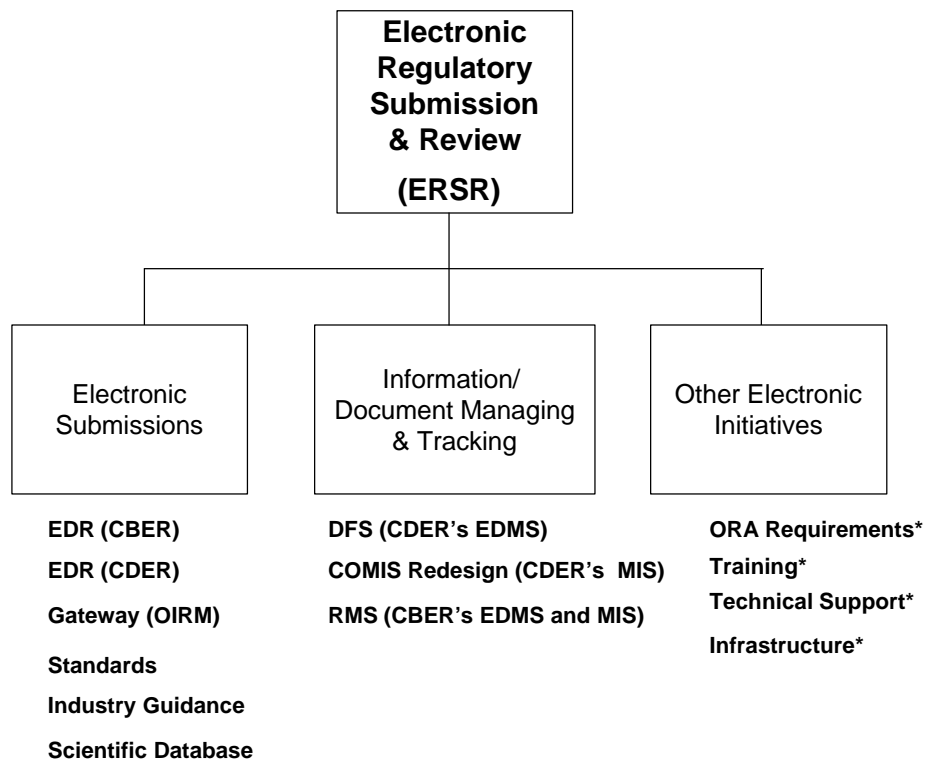 Electronic
Regulatory
Submission
& Review
(ERSR)
Electronic
Submissions
Information/
Document Managing
& Tracking
Other Electronic
Initiatives
EDR (CBER)
EDR (CDER)
Gateway (OIRM)
Standards
Industry Guidance
Scientific Database
DFS (CDER’s EDMS)
COMIS Redesign (CDER’s MIS)
RMS (CBER’s EDMS and MIS)
ORA Requirements*
Training*
Technical Support*
Infrastructure*